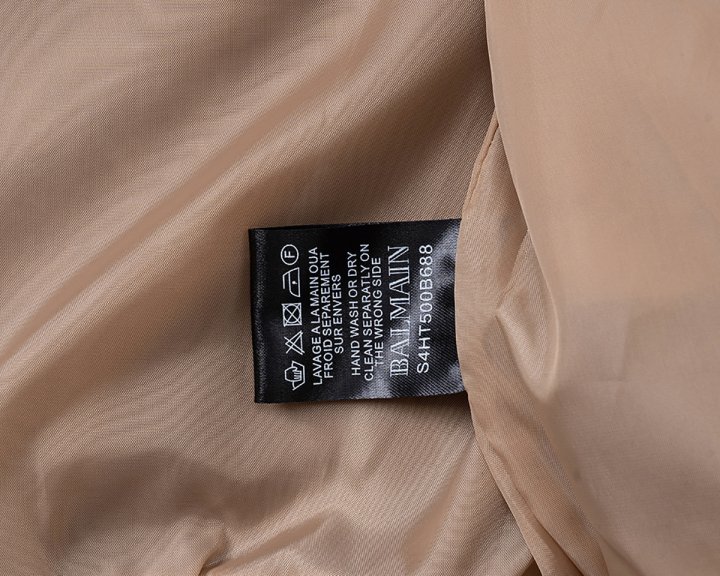 LAVAGE A LA MAIN OUA
FROID SEPAREMENT
SUR ENTERS
HAND WASH OR DRY
CLEAN SEPARATLY ON
THE WRONG SIDE
BALMAIN
S4HT500B688
F